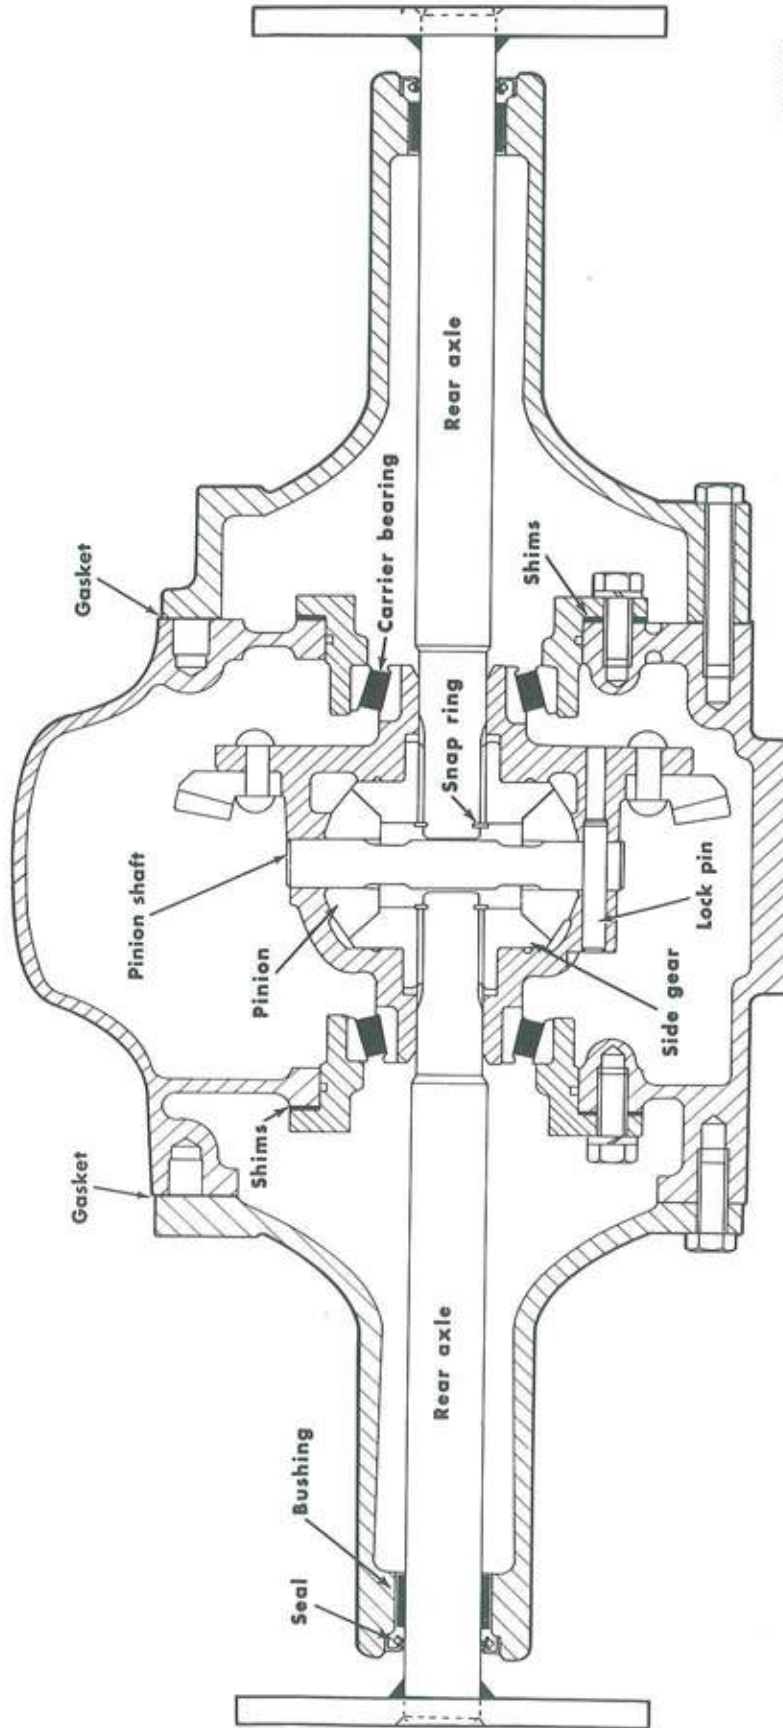 Gasket
Gasket
Pinion shaft
Shims
Pinion
Seal
Bushing
Carrier bearing
Rear axle
Snap ring
Rear axle
Shims
Side gear
Lock pin